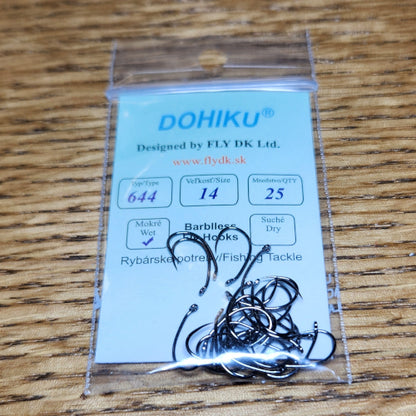 DOHIKU®
Designed by FLY DK Ltd.
www.flydk.sk
Typ/Type Veľkosť/Size Množstvo/QTY
644 14 25
Mokré Wet Suché Dry
Barblless
Hooks
Rybárske potreby/Fishing Tackle